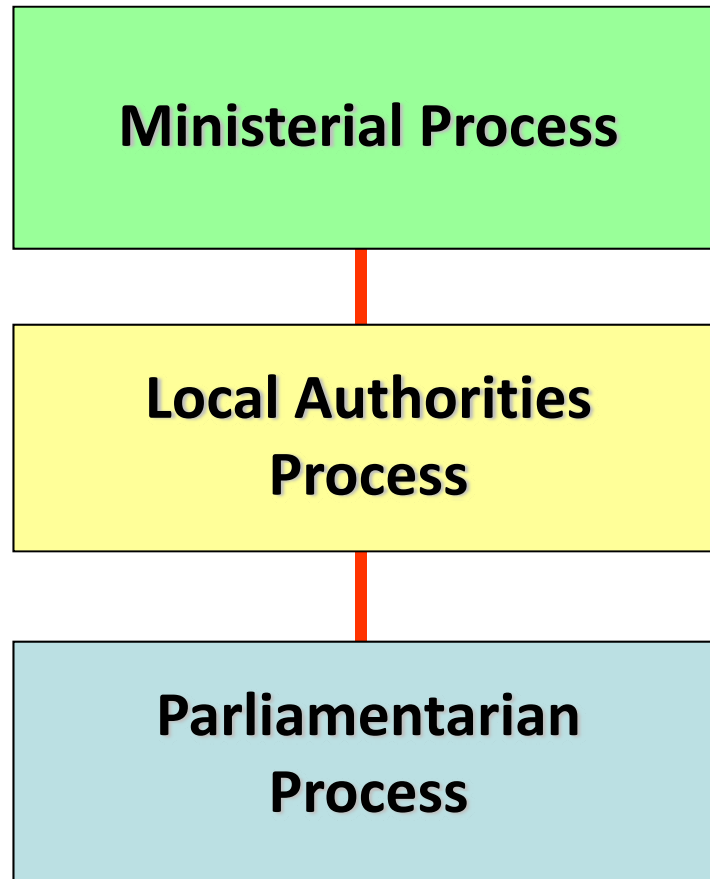 Ministerial Process
Local Authorities
Process
Parliamentarian
Process